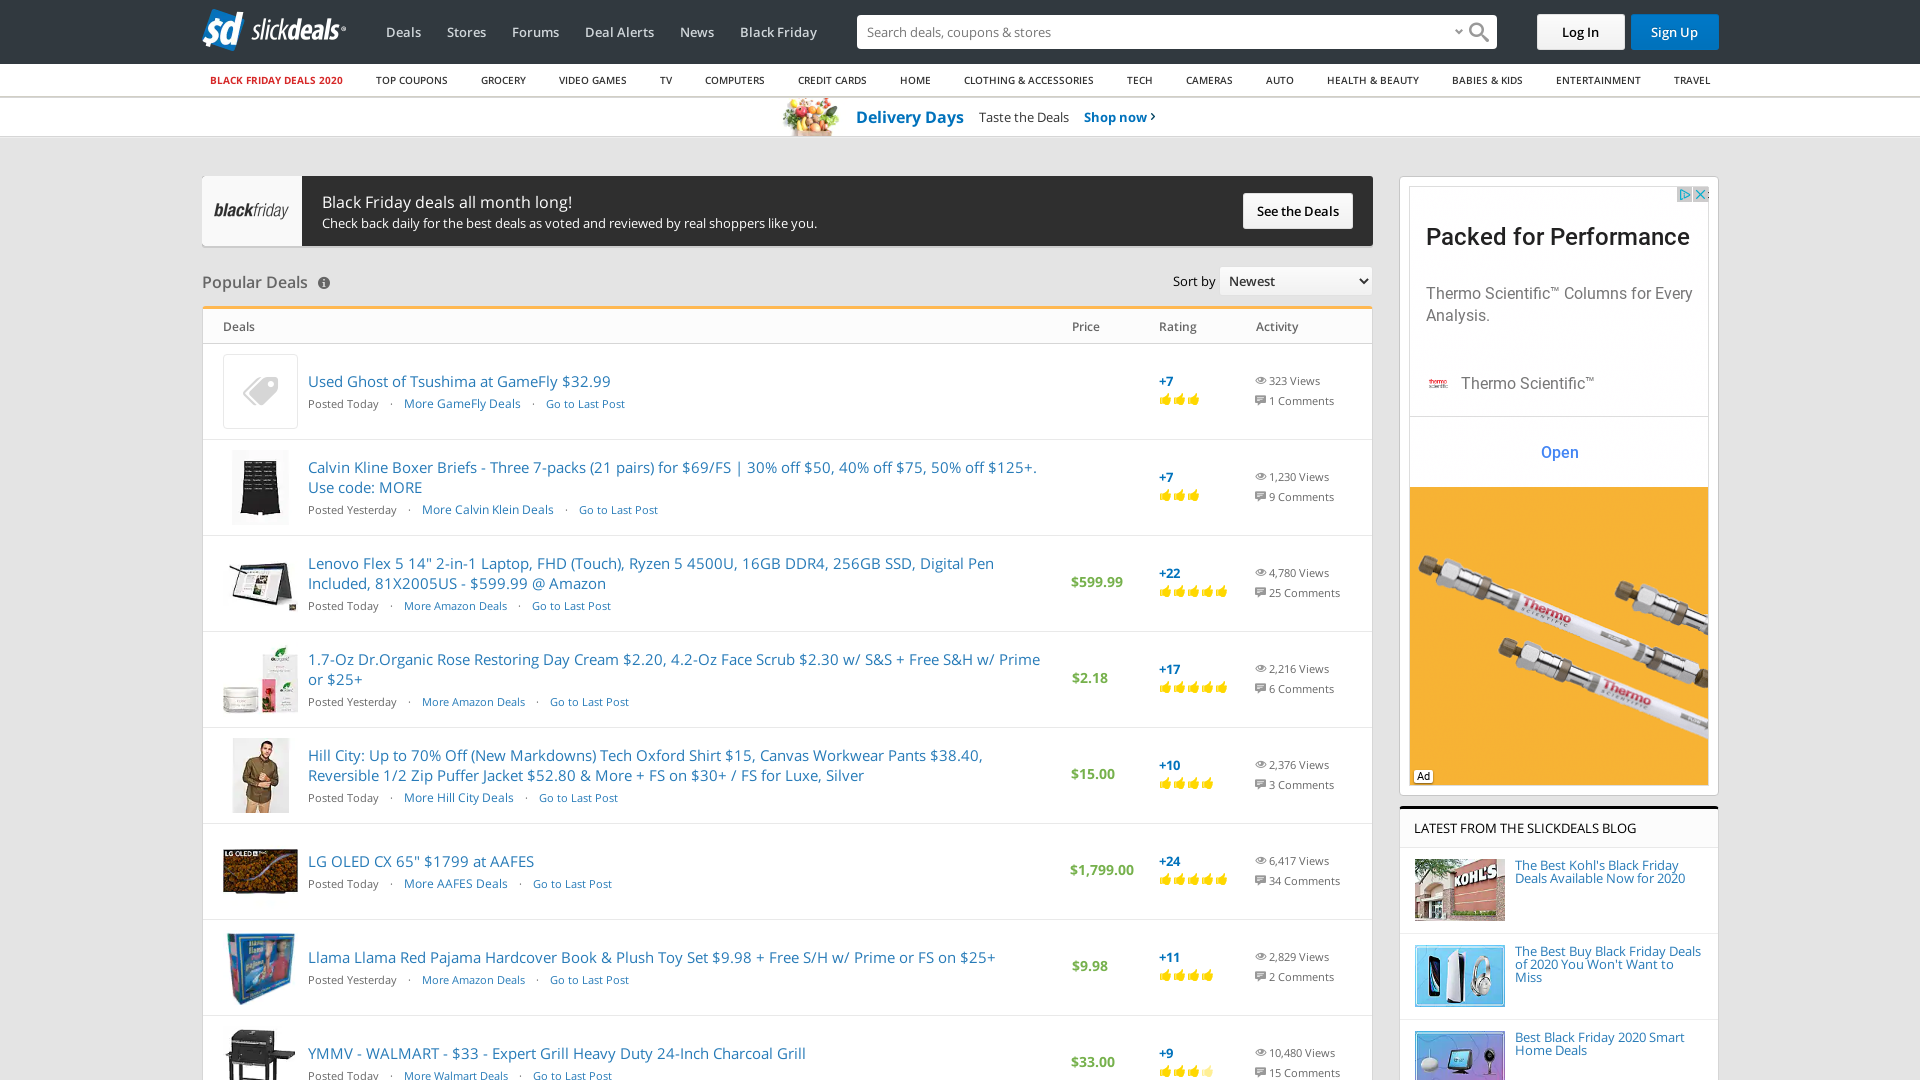 slickdeals
Deals Stores Forums Deal Alerts News Black Friday
Search deals, coupons & stores
Log In
Sign Up
BLACK FRIDAY DEALS 2020 TOP COUPONS GROCERY VIDEO GAMES TV COMPUTERS CREDIT CARDS HOME CLOTHING & ACCESSORIES TECH CAMERAS AUTO HEALTH & BEAUTY BABIES & KIDS ENTERTAINMENT TRAVEL
Delivery Days Taste the Deals Shop now
blackfriday
Black Friday deals all month long!
Check back daily for the best deals as voted and reviewed by real shoppers like you.
See the Deals
Popular Deals
Sort by Newest
Deals Price Rating Activity
Used Ghost of Tsushima at GameFly $32.99
Posted Today · More GameFly Deals · Go to Last Post
+7
323 Views
1 Comments
Calvin Kline Boxer Briefs - Three 7-packs (21 pairs) for $69/FS | 30% off $50, 40% off $75, 50% off $125+.
Use code: MORE
Posted Yesterday · More Calvin Klein Deals · Go to Last Post
+7
1,230 Views
9 Comments
Lenovo Flex 5 14" 2-in-1 Laptop, FHD (Touch), Ryzen 5 4500U, 16GB DDR4, 256GB SSD, Digital Pen
Included, 81X2005US - $599.99 @ Amazon
Posted Today · More Amazon Deals · Go to Last Post
$599.99
+22
4,780 Views
25 Comments
1.7-Oz Dr.Organic Rose Restoring Day Cream $2.20, 4.2-Oz Face Scrub $2.30 w/ S&S + Free S&H w/ Prime
or $25+
Posted Yesterday · More Amazon Deals · Go to Last Post
$2.18
+17
2,216 Views
6 Comments
Hill City: Up to 70% Off (New Markdowns) Tech Oxford Shirt $15, Canvas Workwear Pants $38.40,
Reversible 1/2 Zip Puffer Jacket $52.80 & More + FS on $30+ / FS for Luxe, Silver
Posted Today · More Hill City Deals · Go to Last Post
$15.00
+10
2,376 Views
3 Comments
LG OLED
LG OLED CX 65" $1799 at AAFES
Posted Today · More AAFES Deals · Go to Last Post
$1,799.00
+24
6,417 Views
34 Comments
Llama Llama Red Pajama Hardcover Book & Plush Toy Set $9.98 + Free S/H w/ Prime or FS on $25+
Posted Yesterday · More Amazon Deals · Go to Last Post
$9.98
+11
2,829 Views
2 Comments
YMMV - WALMART - $33 - Expert Grill Heavy Duty 24-Inch Charcoal Grill
Posted Today · More Walmart Deals · Go to Last Post
$33.00
+9
10,480 Views
15 Comments
Packed for Performance
Thermo Scientific™ Columns for Every
Analysis.
thermo
scientific
Thermo Scientific™
Open
Thermo
SCIENTIFIC
Thermo
SCIENTIFIC
Ad
LATEST FROM THE SLICKDEALS BLOG
KOHL'S
The Best Kohl's Black Friday
Deals Available Now for 2020
The Best Buy Black Friday Deals
of 2020 You Won't Want to
Miss
Best Black Friday 2020 Smart
Home Deals